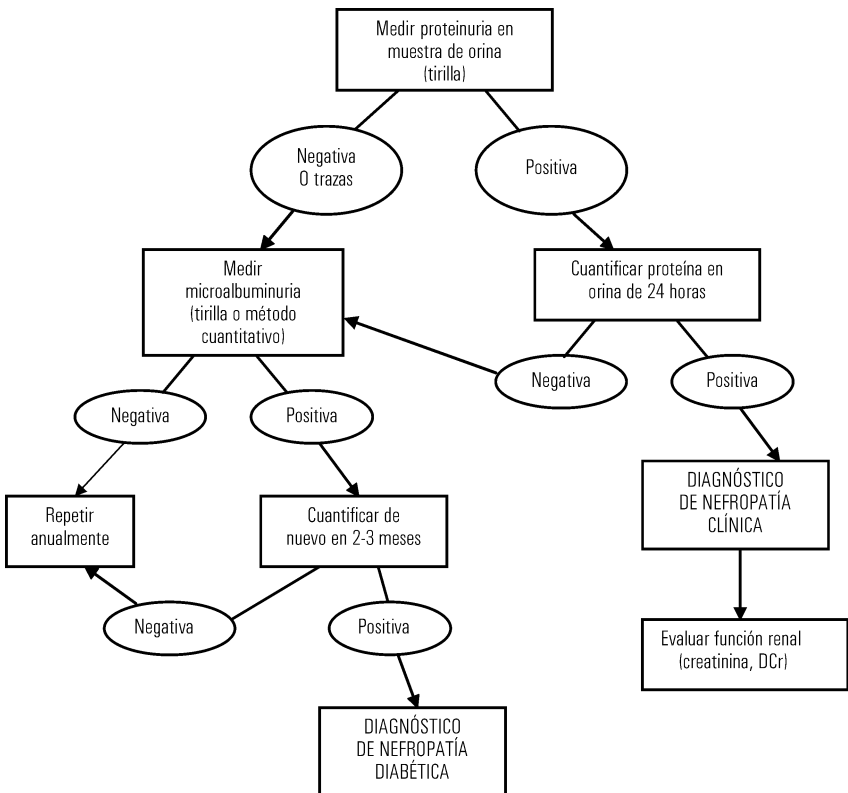 Medir proteinuria en
muestra de orina
(tirilla)
Negativa
O trazas
Positiva
Medir
microalbuminuria
(tirilla o método
cuantitativo)
Cuantificar proteína en
orina de 24 horas
Negativa
Positiva
Negativa
Positiva
Repetir
anualmente
Cuantificar de
nuevo en 2-3 meses
DIAGNÓSTICO
DE NEFROPATÍA
CLÍNICA
Negativa
Positiva
Evaluar función renal
(creatinina, DCr)
DIAGNÓSTICO
DE NEFROPATÍA
DIABÉTICA